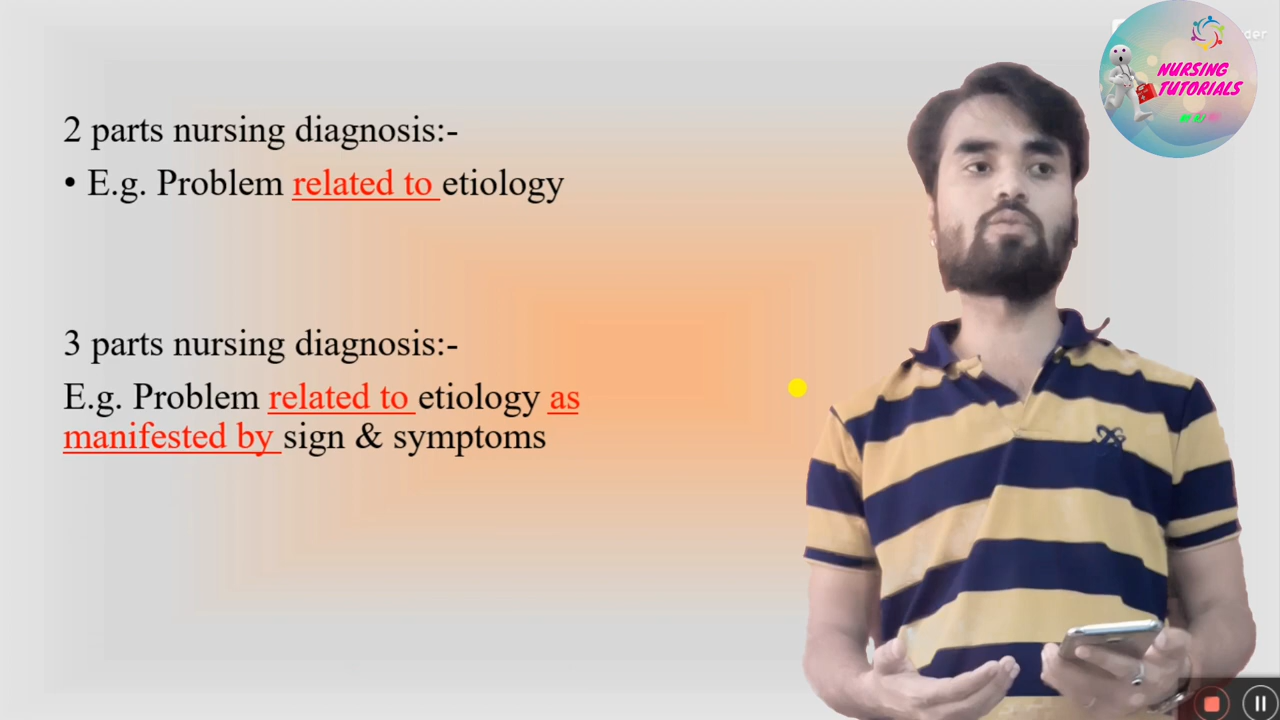 2 parts nursing diagnosis:-
• E.g. Problem related to etiology
3 parts nursing diagnosis:-
E.g. Problem related to etiology as
manifested by sign & symptoms
NURSING
TUTORIALS